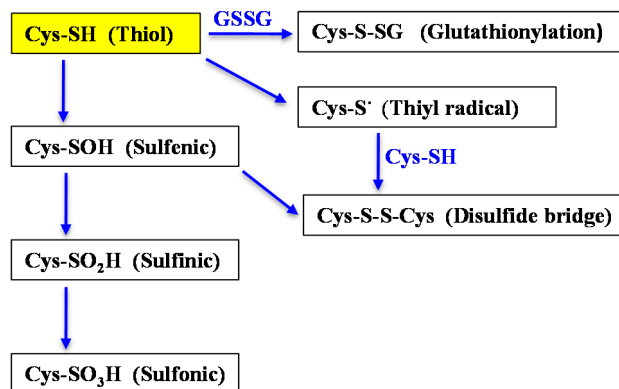 Cys-SH (Thiol)
GSSG
Cys-S-SG (Glutathionylation)
Cys-S· (Thiyl radical)
Cys-SOH (Sulfenic)
Cys-SH
Cys-S-S-Cys (Disulfide bridge)
Cys-SO₂H (Sulfinic)
Cys-SO₃H (Sulfonic)